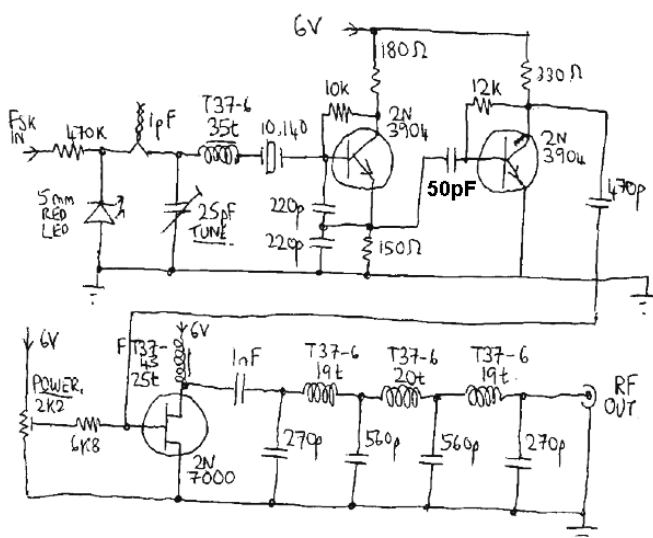 6V
180Ω
330Ω
10k
12k
T37-6
35t
10,140
2N
3904
2N
3904
FSK
IN
470K
1pF
5mm
RED
LED
25pF
TUNE
220p
220p
150Ω
50pF
470p
6V
POWER
2K2
6K8
FT37-
43
25t
6V
2N
7000
1nF
T37-6
19t
T37-6
20t
T37-6
19t
RF
OUT
270p
560p
560p
270p